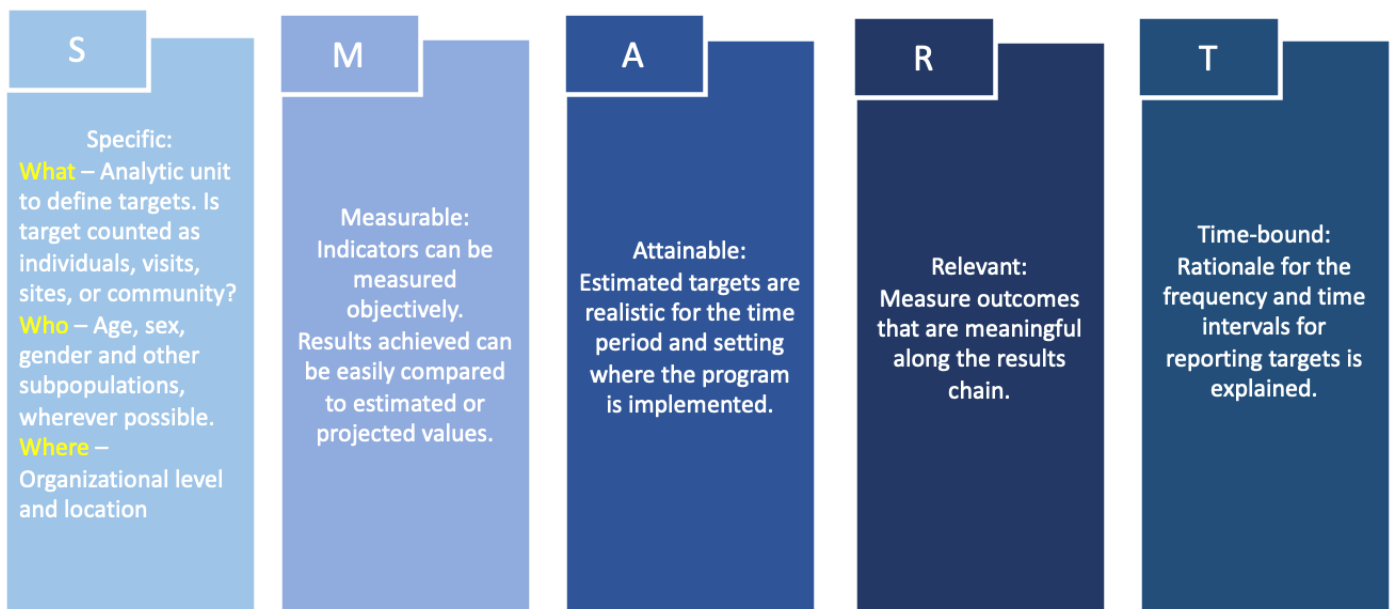 S
Specific:
What – Analytic unit
to define targets. Is
target counted as
individuals, visits,
sites, or community?
Who – Age, sex,
gender and other
subpopulations,
wherever possible.
Where –
Organizational level
and location
M
Measurable:
Indicators can be
measured
objectively.
Results achieved can
be easily compared
to estimated or
projected values.
A
Attainable:
Estimated targets are
realistic for the time
period and setting
where the program
is implemented.
R
Relevant:
Measure outcomes
that are meaningful
along the results
chain.
T
Time-bound:
Rationale for the
frequency and time
intervals for
reporting targets is
explained.